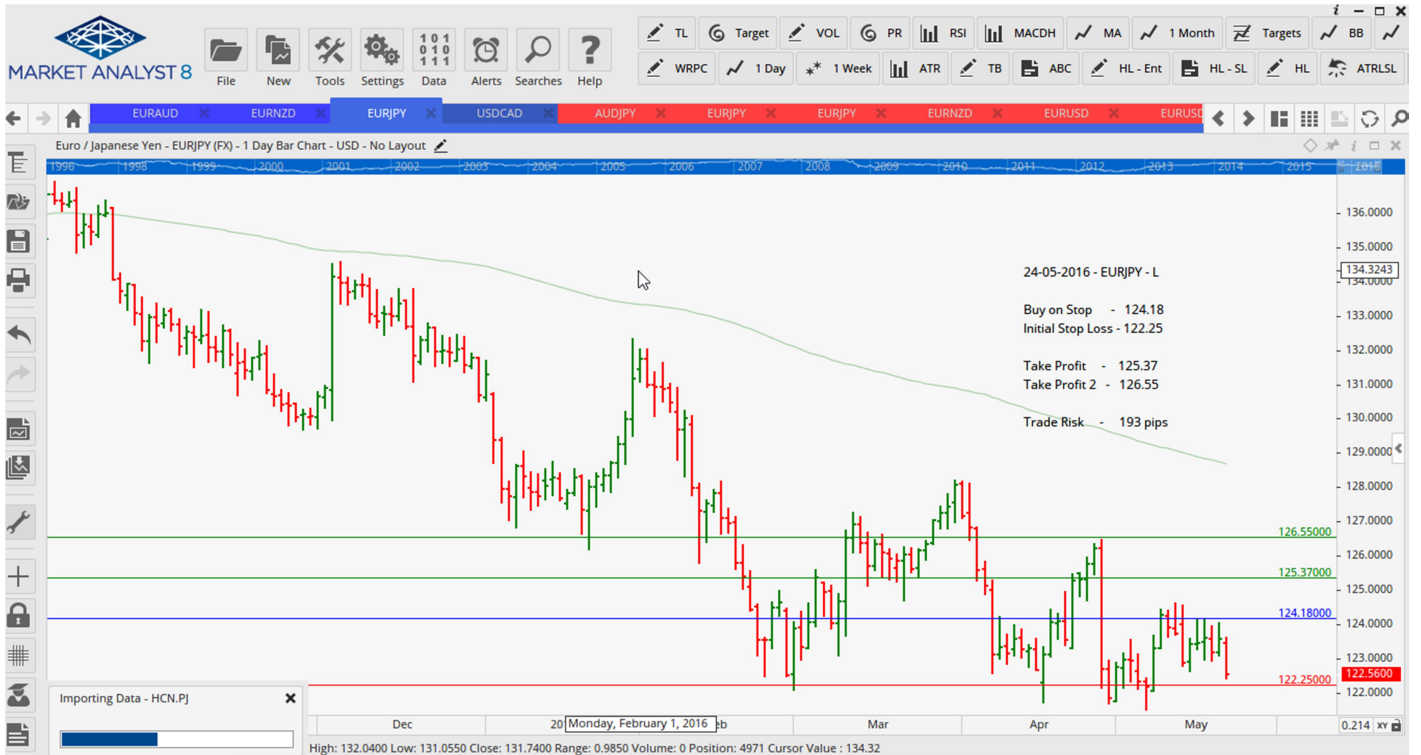 MARKET ANALYST 8
File
New
Tools
Settings
101
010
111
Data
Alerts
Searches
?
Help
TL
Target
VOL
PR
RSI
MACDH
MA
1 Month
Targets
BB
WRPC
1 Day
1 Week
ATR
TB
ABC
HL - Ent
HL - SL
HL
ATRLSL
EURAUD
EURNZD
EURJPY
USDCAD
AUDJPY
EURJPY
EURJPY
EURNZD
EURUSD
EURUSD
Euro / Japanese Yen - EURJPY (FX) - 1 Day Bar Chart - USD - No Layout
1996 1998 1999 2000 2001 2002 2003 2004 2005 2006 2007 2008 2009 2010 2011 2012 2013 2014 2015 2016
136.0000
135.0000
134.3243
134.0000
133.0000
132.0000
131.0000
130.0000
129.0000
128.0000
127.0000
126.0000
125.0000
124.0000
123.0000
122.5600
122.0000
24-05-2016 - EURJPY - L
Buy on Stop - 124.18
Initial Stop Loss - 122.25
Take Profit - 125.37
Take Profit 2 - 126.55
Trade Risk - 193 pips
126.55000
125.37000
124.18000
122.25000
Importing Data - HCN.PJ
Dec 20 Monday, February 1, 2016 eb Mar Apr May
0.214 XY
High: 132.0400 Low: 131.0550 Close: 131.7400 Range: 0.9850 Volume: 0 Position: 4971 Cursor Value : 134.32